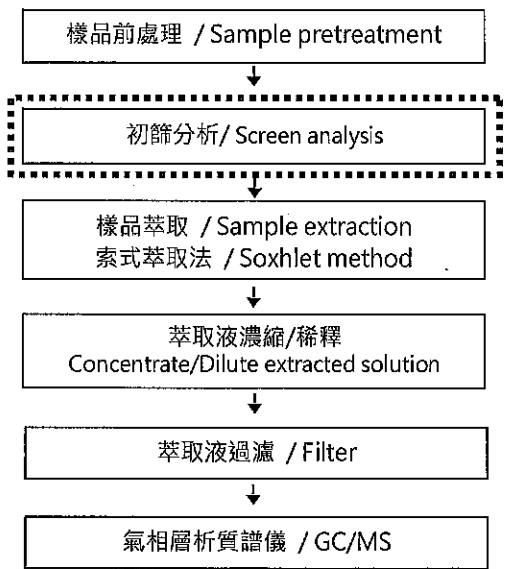 樣品前處理 / Sample pretreatment
初篩分析/ Screen analysis
樣品萃取 / Sample extraction
索式萃取法 / Soxhlet method
萃取液濃縮/稀釋
Concentrate/Dilute extracted solution
萃取液過濾 / Filter
氣相層析質譜儀 / GC/MS